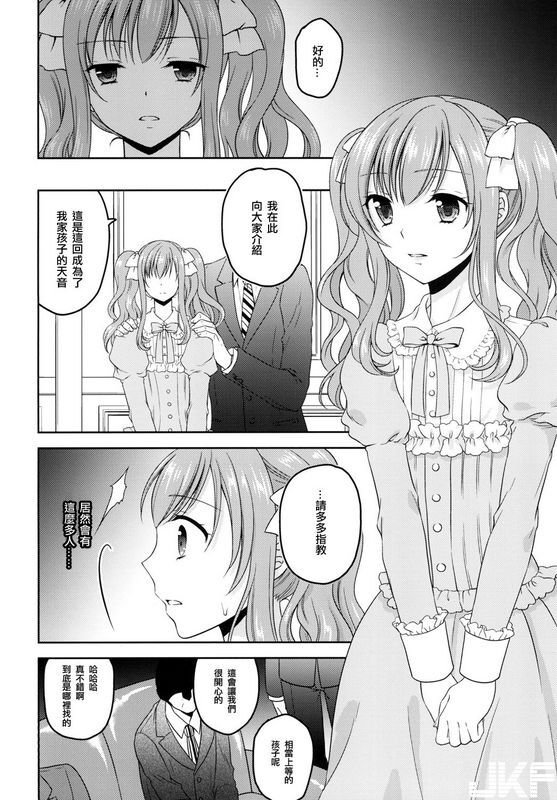 好的…
我在此
向大家介紹
這是這回成為了
我家孩子的天音
…請多多指教
居然會有
這麼多人……
相當上等的
孩子呢
這會讓我們
很開心的
哈哈哈
真不錯啊
到底是哪裡找的
JKF